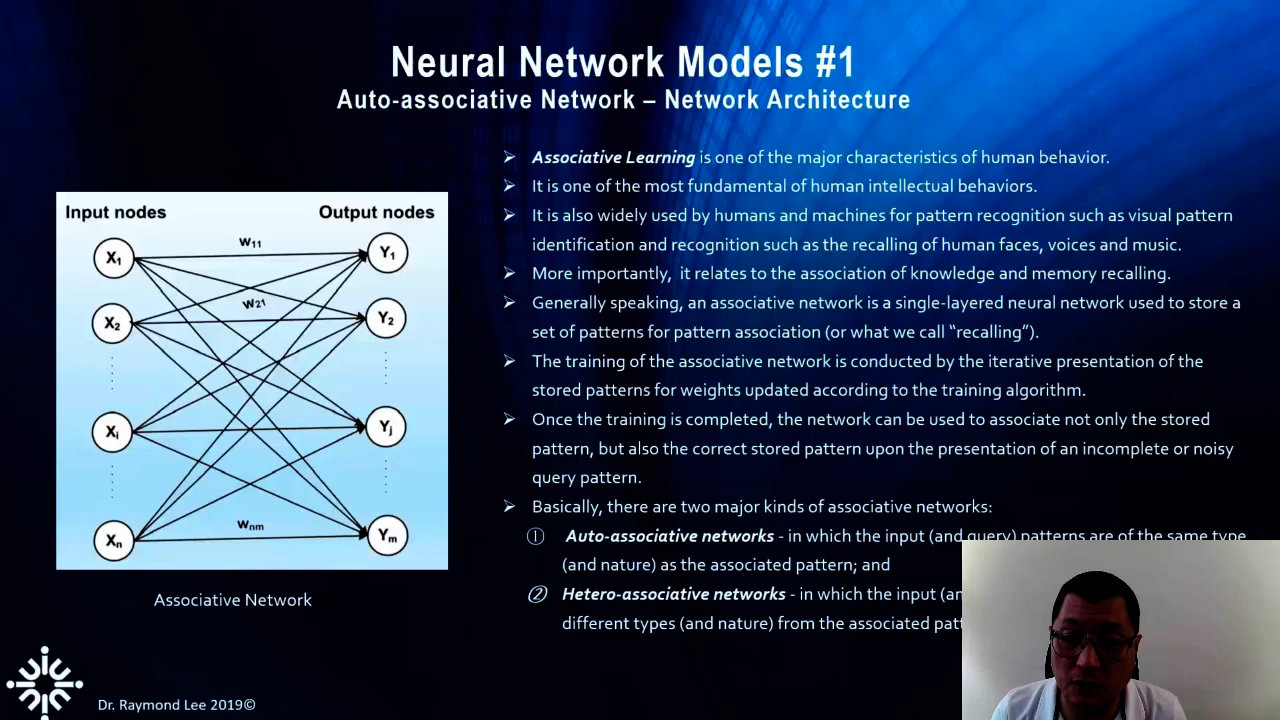 Neural Network Models #1
Auto-associative Network – Network Architecture
Input nodes
Output nodes
X1
X2
Xi
Xn
w11
w21
wnm
Y1
Y2
Yj
Ym
Associative Network
➢ Associative Learning is one of the major characteristics of human behavior.
➢ It is one of the most fundamental of human intellectual behaviors.
➢ It is also widely used by humans and machines for pattern recognition such as visual pattern
identification and recognition such as the recalling of human faces, voices and music.
➢ More importantly, it relates to the association of knowledge and memory recalling.
➢ Generally speaking, an associative network is a single-layered neural network used to store a
set of patterns for pattern association (or what we call “recalling”).
➢ The training of the associative network is conducted by the iterative presentation of the
stored patterns for weights updated according to the training algorithm.
➢ Once the training is completed, the network can be used to associate not only the stored
pattern, but also the correct stored pattern upon the presentation of an incomplete or noisy
query pattern.
➢ Basically, there are two major kinds of associative networks:
① Auto-associative networks - in which the input (and query) patterns are of the same type
(and nature) as the associated pattern; and
② Hetero-associative networks - in which the input
different types (and nature) from the associated
Dr. Raymond Lee 2019©